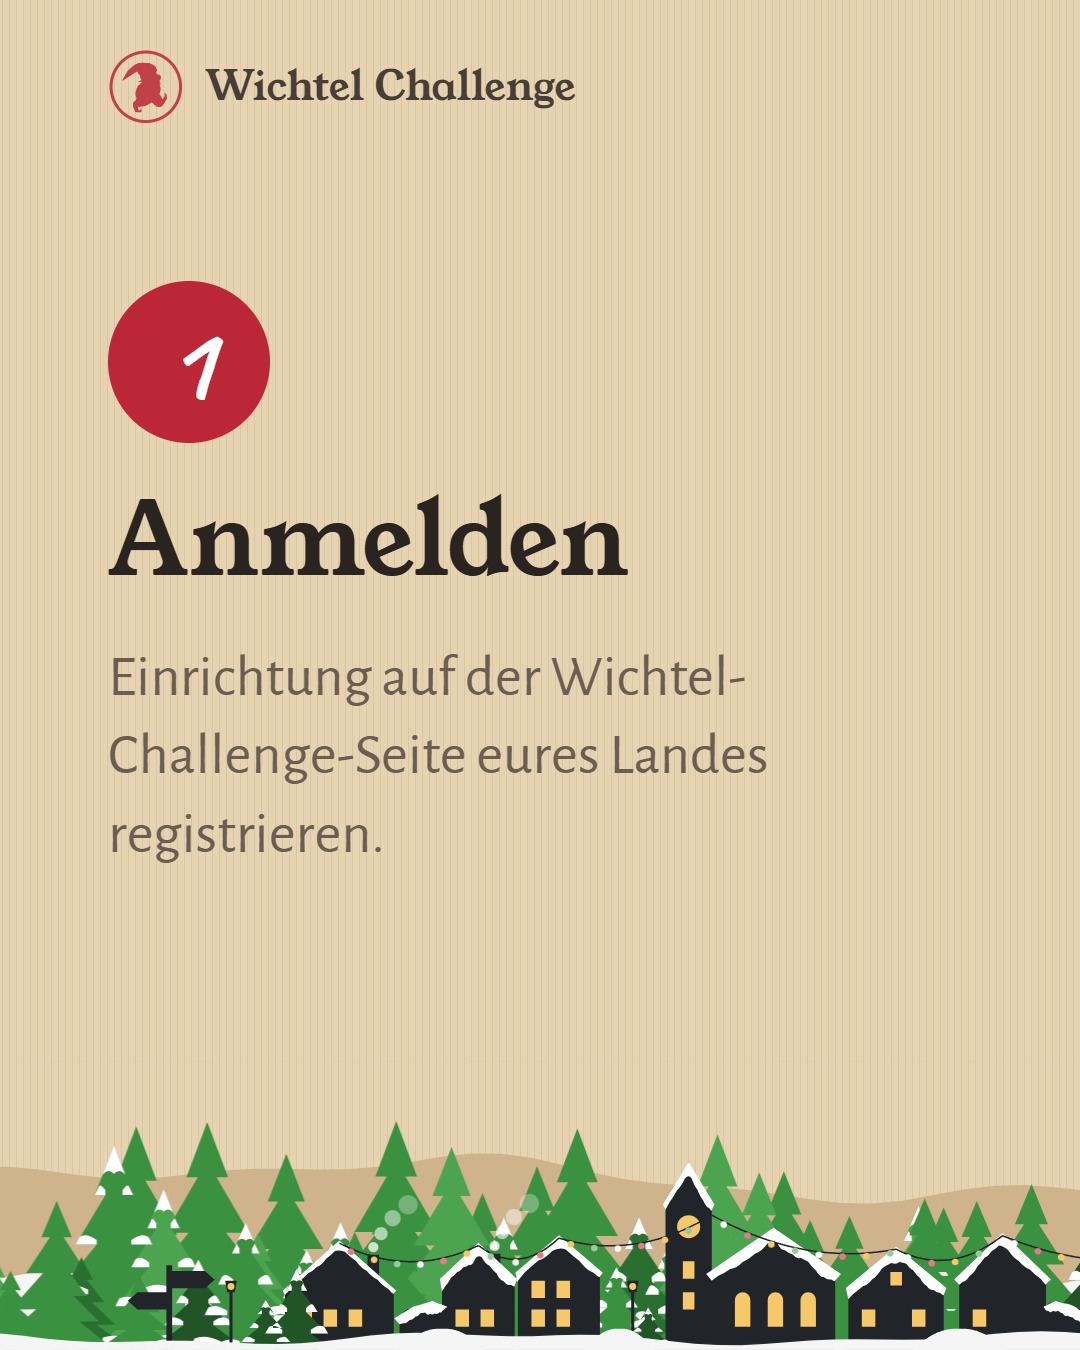 Wichtel Challenge
1
Anmelden
Einrichtung auf der Wichtel-
Challenge-Seite eures Landes
registrieren.